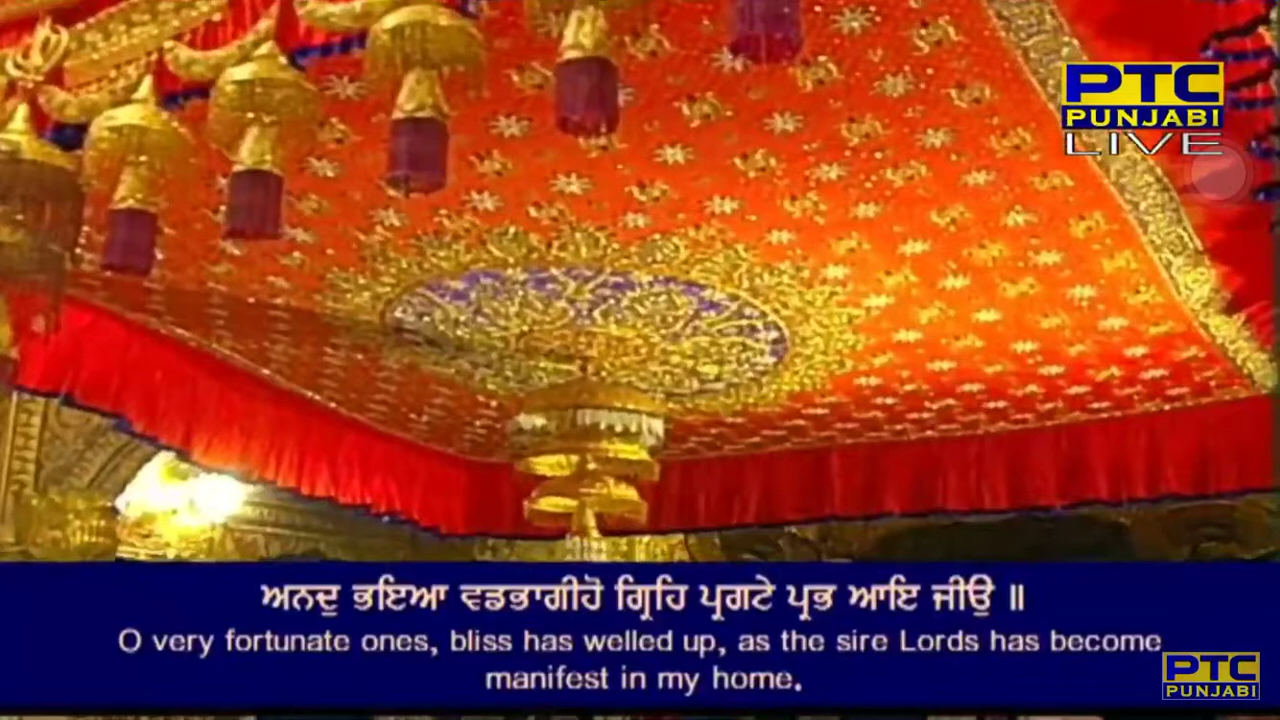 PTC
PUNJABI
LIVE
ਅਨਦੁ ਭਇਆ ਵਡਭਾਗੀਹੋ ਗ੍ਰਿਹਿ ਪ੍ਰਗਟੇ ਪ੍ਰਭ ਆਇ ਜੀਉ ॥
O very fortunate ones, bliss has welled up, as the sire Lords has become
manifest in my home.
PTC
PUNJABI